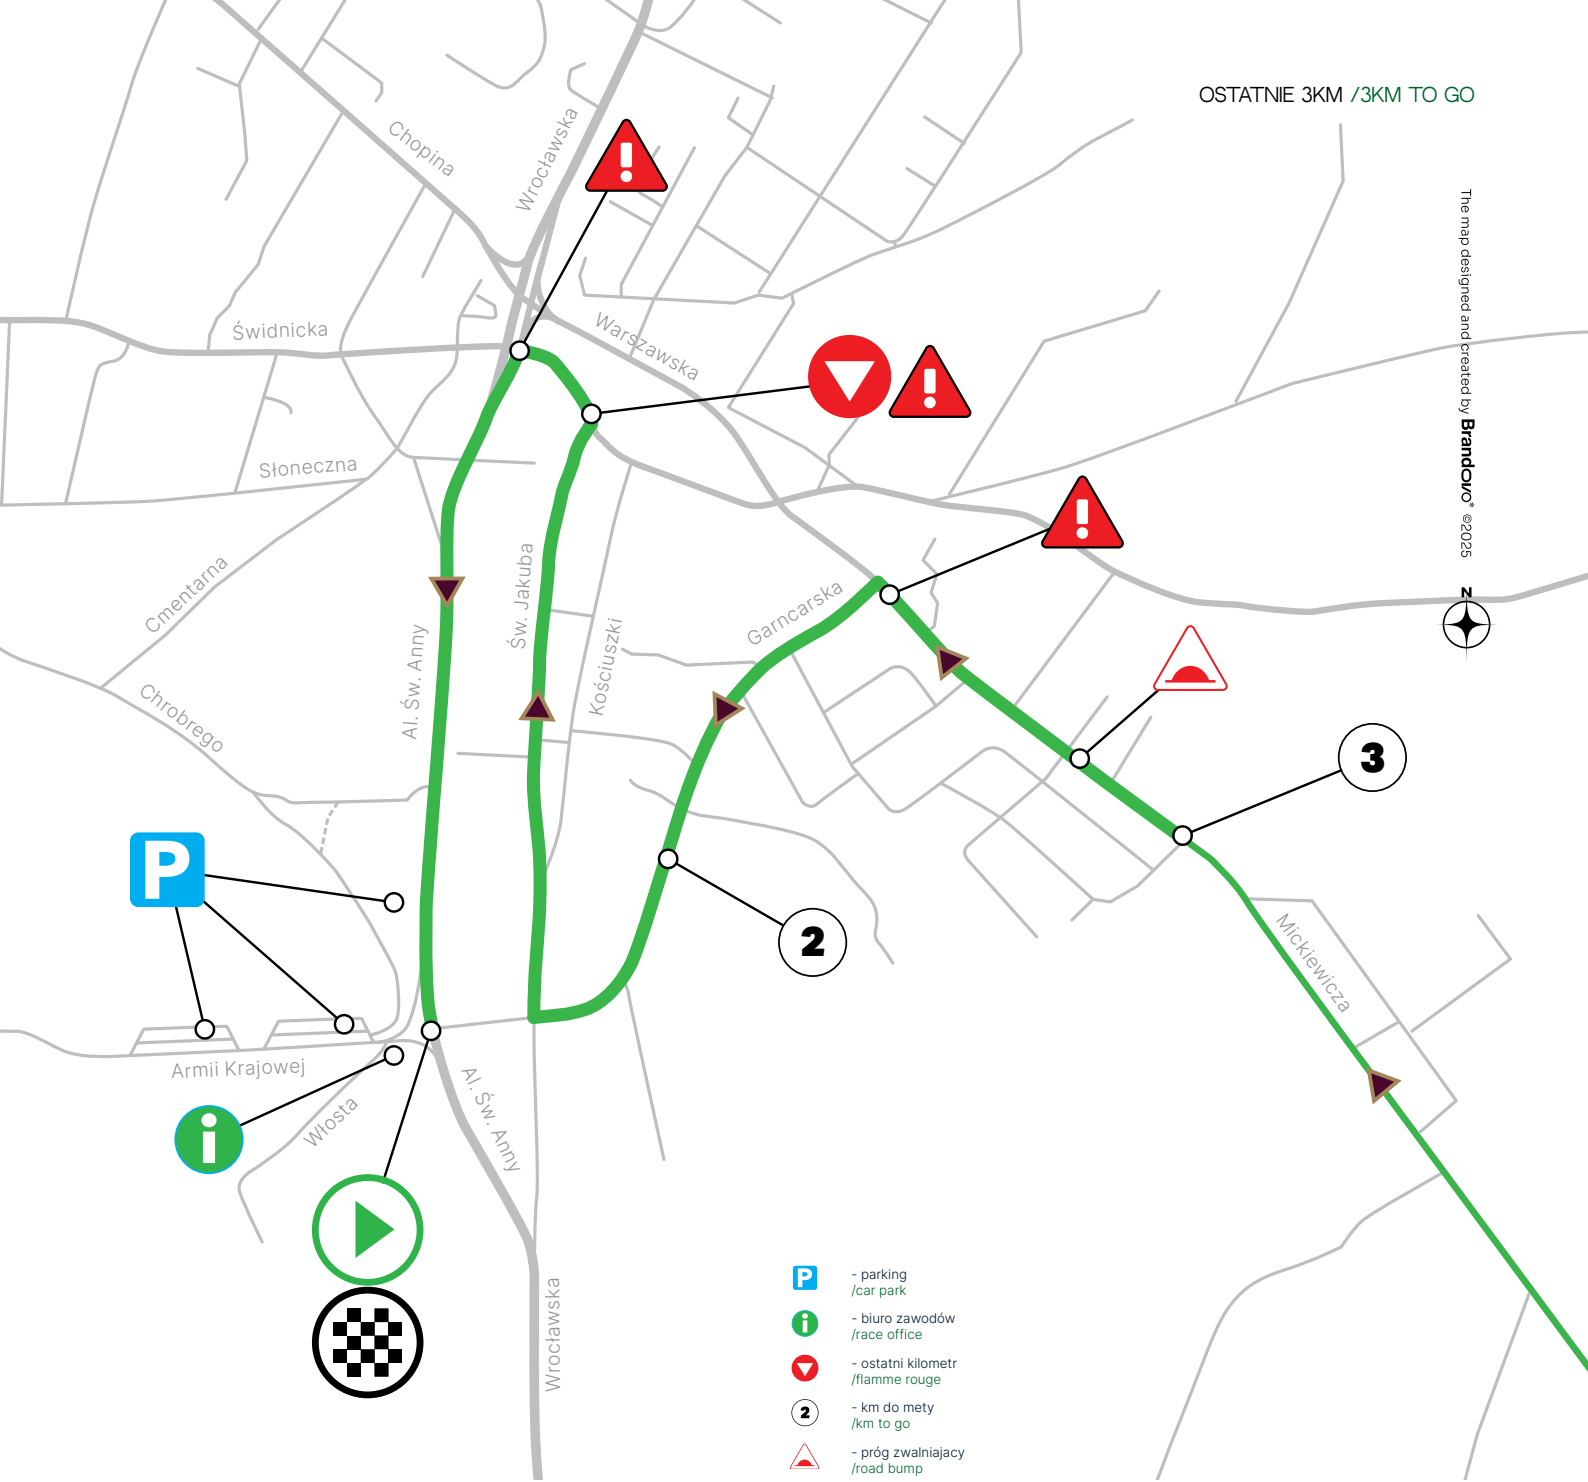 OSTATNIE 3KM /3KM TO GO
The map designed and created by Brandovo® ©2025
N
Chopina
Wrocławska
Świdnicka
Warszawska
Słoneczna
Cmentarna
Św. Jakuba
Garncarska
Al. Św. Anny
Kościuszki
Chrobrego
3
P
2
Mickiewicza
Armii Krajowej
Al. Św. Anny
Włosta
i
Wrocławska
P - parking
/car park
i - biuro zawodów
/race office
- ostatni kilometr
/flamme rouge
2 - km do mety
/km to go
- próg zwalniajacy
/road bump